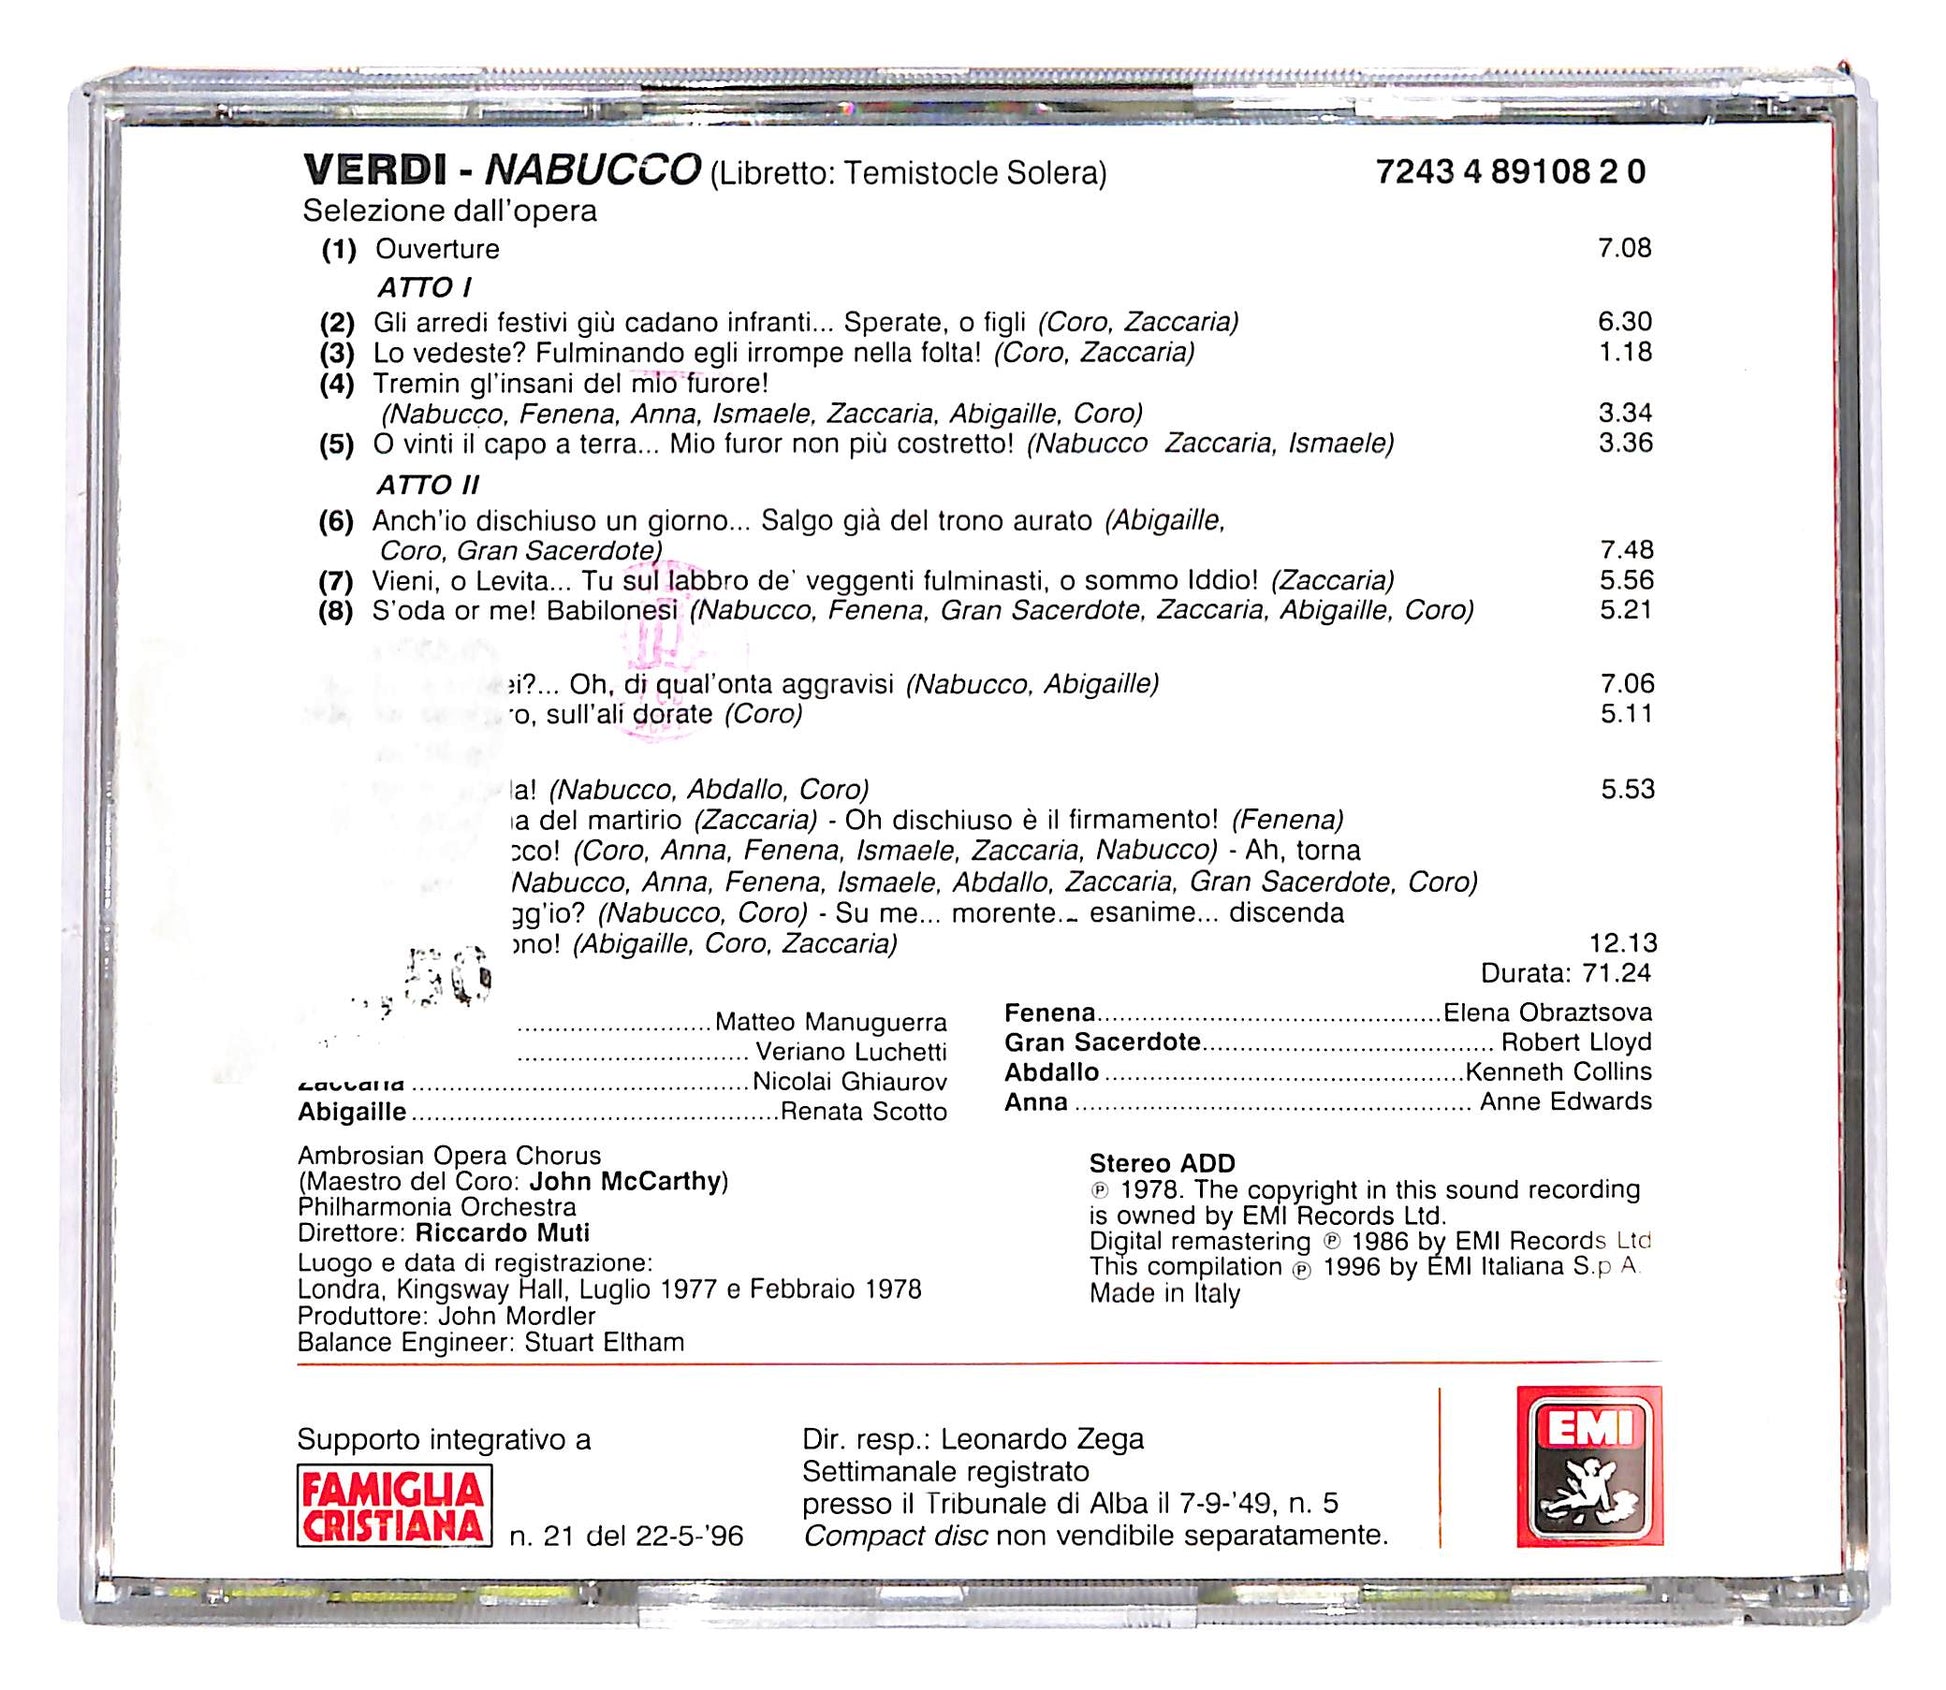 VERDI - NABUCCO (Libretto: Temistocle Solera) 7243 4 89108 2 0
Selezione dall'opera
(1) Ouverture 7.08
ATTO I
(2) Gli arredi festivi giù cadano infranti... Sperate, o figli (Coro, Zaccaria) 6.30
(3) Lo vedeste? Fulminando egli irrompe nella folta! (Coro, Zaccaria) 1.18
(4) Tremin gl'insani del mio furore!
(Nabucco, Fenena, Anna, Ismaele, Zaccaria, Abigaille, Coro) 3.34
(5) O vinti il capo a terra... Mio furor non più costretto! (Nabucco Zaccaria, Ismaele) 3.36
ATTO II
(6) Anch'io dischiuso un giorno... Salgo già del trono aurato (Abigaille,
Coro, Gran Sacerdote) 7.48
(7) Vieni, o Levita... Tu sul labbro de' veggenti fulminasti, o sommo Iddio! (Zaccaria) 5.56
(8) S'oda or me! Babilonesi (Nabucco, Fenena, Gran Sacerdote, Zaccaria, Abigaille, Coro) 5.21
Oh, di qual'onta aggravisi (Nabucco, Abigaille) 7.06
sull'ali dorate (Coro) 5.11
(Nabucco, Abdallo, Coro) 5.53
del martirio (Zaccaria) - Oh dischiuso è il firmamento! (Fenena)
(Coro, Anna, Fenena, Ismaele, Zaccaria, Nabucco) - Ah, torna
Nabucco, Anna, Fenena, Ismaele, Abdallo, Zaccaria, Gran Sacerdote, Coro)
(Nabucco, Coro) - Su me... morente... esanime... discenda
(Abigaille, Coro, Zaccaria) 12.13
Durata: 71.24
Matteo Manuguerra
Veriano Luchetti
Zaccaria Nicolai Ghiaurov
Abigaille Renata Scotto
Fenena Elena Obraztsova
Gran Sacerdote Robert Lloyd
Abdallo Kenneth Collins
Anna Anne Edwards
Ambrosian Opera Chorus
(Maestro del Coro: John McCarthy)
Philharmonia Orchestra
Direttore: Riccardo Muti
Luogo e data di registrazione:
Londra, Kingsway Hall, Luglio 1977 e Febbraio 1978
Produttore: John Mordler
Balance Engineer: Stuart Eltham
Stereo ADD
℗ 1978. The copyright in this sound recording
is owned by EMI Records Ltd.
Digital remastering ℗ 1986 by EMI Records Ltd
This compilation ℗ 1996 by EMI Italiana S.p A.
Made in Italy
Supporto integrativo a
FAMIGLIA
CRISTIANA
n. 21 del 22-5-'96
Dir. resp.: Leonardo Zega
Settimanale registrato
presso il Tribunale di Alba il 7-9-'49, n. 5
Compact disc non vendibile separatamente.
EMI